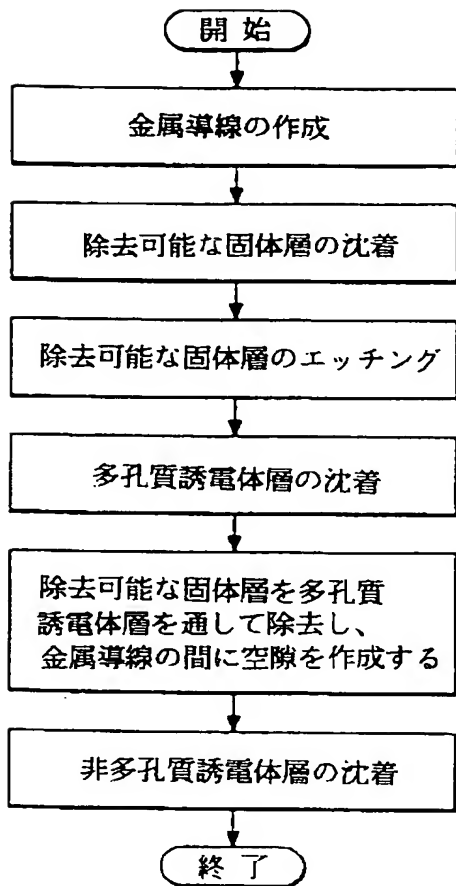 開始
金属導線の作成
除去可能な固体層の沈着
除去可能な固体層のエッチング
多孔質誘電体層の沈着
除去可能な固体層を多孔質
誘電体層を通して除去し、
金属導線の間に空隙を作成する
非多孔質誘電体層の沈着
終了